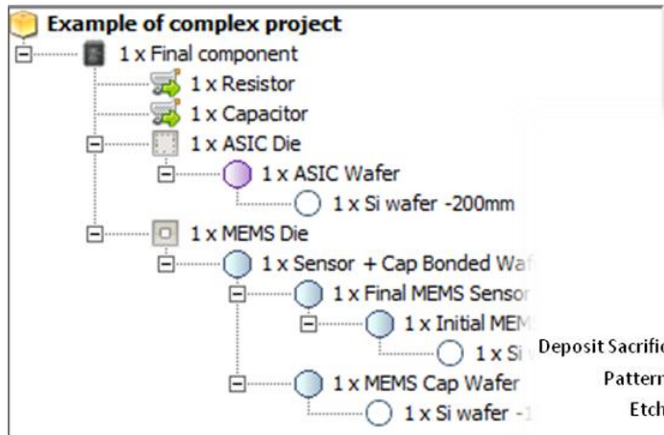 Example of complex project
1 x Final component
1 x Resistor
1 x Capacitor
1 x ASIC Die
1 x ASIC Wafer
1 x Si wafer -200mm
1 x MEMS Die
1 x Sensor + Cap Bonded Waf
1 x Final MEMS Sensor
1 x Initial MEM
1 x Si
Deposit Sacrific
Pattern
1 x MEMS Cap Wafer
Etch
1 x Si wafer -1